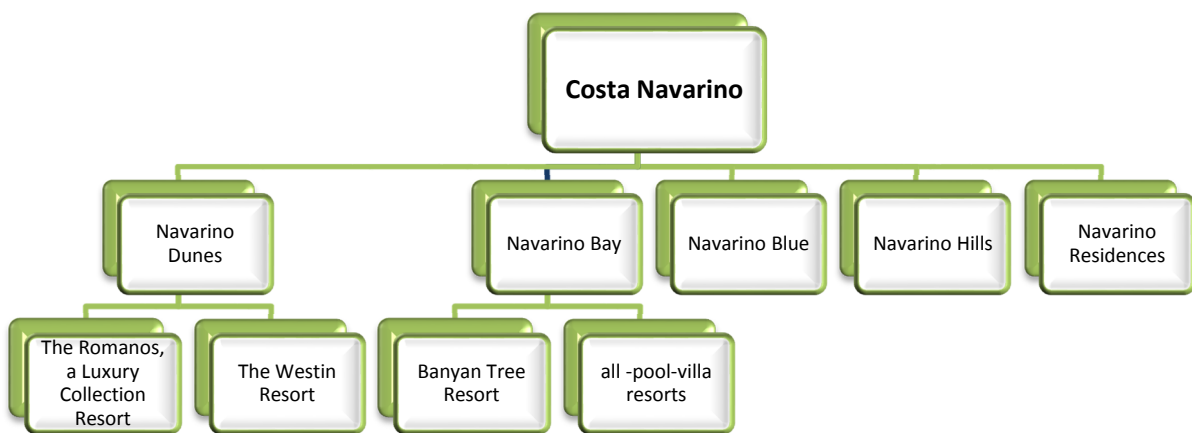 Costa Navarino
Navarino
Dunes
Navarino Bay
Navarino Blue
Navarino Hills
Navarino
Residences
The Romanos,
a Luxury
Collection
Resort
The Westin
Resort
Banyan Tree
Resort
all -pool-villa
resorts